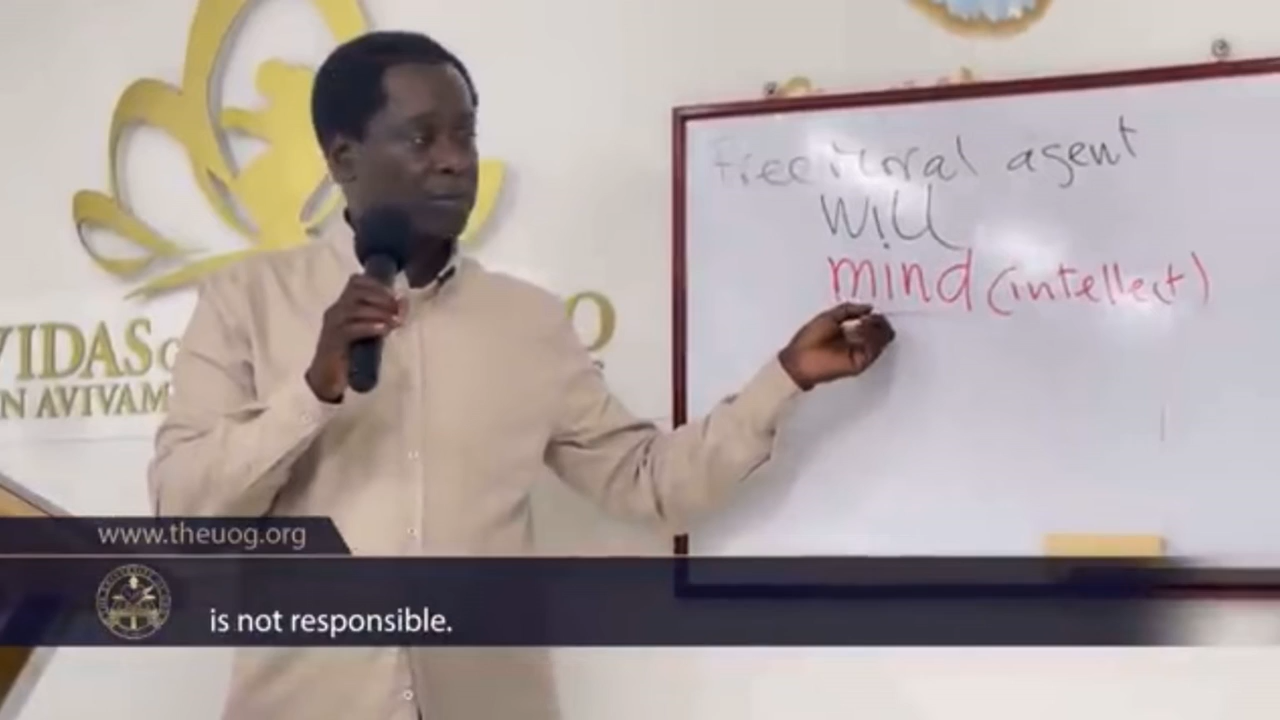 Free moral agent
Will
mind (intellect)
VIDAS
N AVIVAM
O
www.theuog.org
is not responsible.